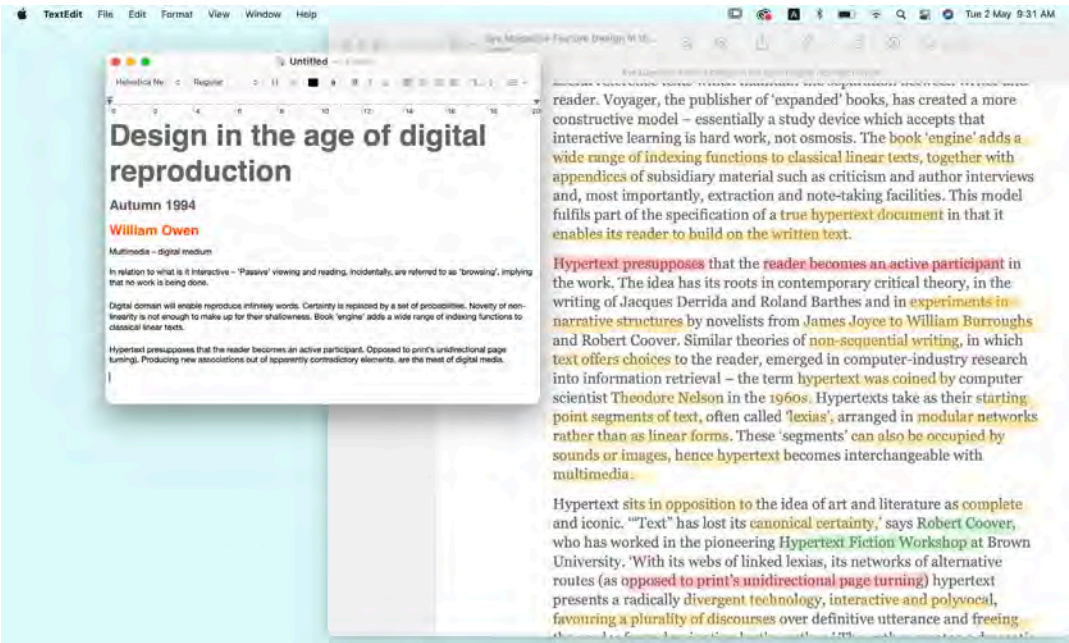 TextEdit File Edit Format View Window Help
Tue 2 May 9:31 AM
Untitled
Helvetica Ne Regular
0 2 4 6 8 10 12 14 16 18 20
Design in the age of digital
reproduction
Autumn 1994
William Owen
Multimedia – digital medium
In relation to what is it interactive – 'Passive' viewing and reading, incidentally, are referred to as 'browsing', implying
that no work is being done.
Digital domain will enable reproduce infinitely words. Certainty is replaced by a set of probabilities. Novelty of non-
linearity is not enough to make up for their shallowness. Book 'engine' adds a wide range of indexing functions to
classical linear texts.
Hypertext presupposes that the reader becomes an active participant. Opposed to print's unidirectional page
turning). Producing new associations out of apparently contradictory elements, are the meat of digital media.
Eye Magazine Feature Design in th...
reader. Voyager, the publisher of 'expanded' books, has created a more
constructive model – essentially a study device which accepts that
interactive learning is hard work, not osmosis. The book 'engine' adds a
wide range of indexing functions to classical linear texts, together with
appendices of subsidiary material such as criticism and author interviews
and, most importantly, extraction and note-taking facilities. This model
fulfils part of the specification of a true hypertext document in that it
enables its reader to build on the written text.
Hypertext presupposes that the reader becomes an active participant in
the work. The idea has its roots in contemporary critical theory, in the
writing of Jacques Derrida and Roland Barthes and in experiments in
narrative structures by novelists from James Joyce to William Burroughs
and Robert Coover. Similar theories of non-sequential writing, in which
text offers choices to the reader, emerged in computer-industry research
into information retrieval – the term hypertext was coined by computer
scientist Theodore Nelson in the 1960s. Hypertexts take as their starting
point segments of text, often called 'lexias', arranged in modular networks
rather than as linear forms. These 'segments' can also be occupied by
sounds or images, hence hypertext becomes interchangeable with
multimedia.
Hypertext sits in opposition to the idea of art and literature as complete
and iconic. '"Text" has lost its canonical certainty,' says Robert Coover,
who has worked in the pioneering Hypertext Fiction Workshop at Brown
University. 'With its webs of linked lexias, its networks of alternative
routes (as opposed to print's unidirectional page turning) hypertext
presents a radically divergent technology, interactive and polyvocal,
favouring a plurality of discourses over definitive utterance and freeing